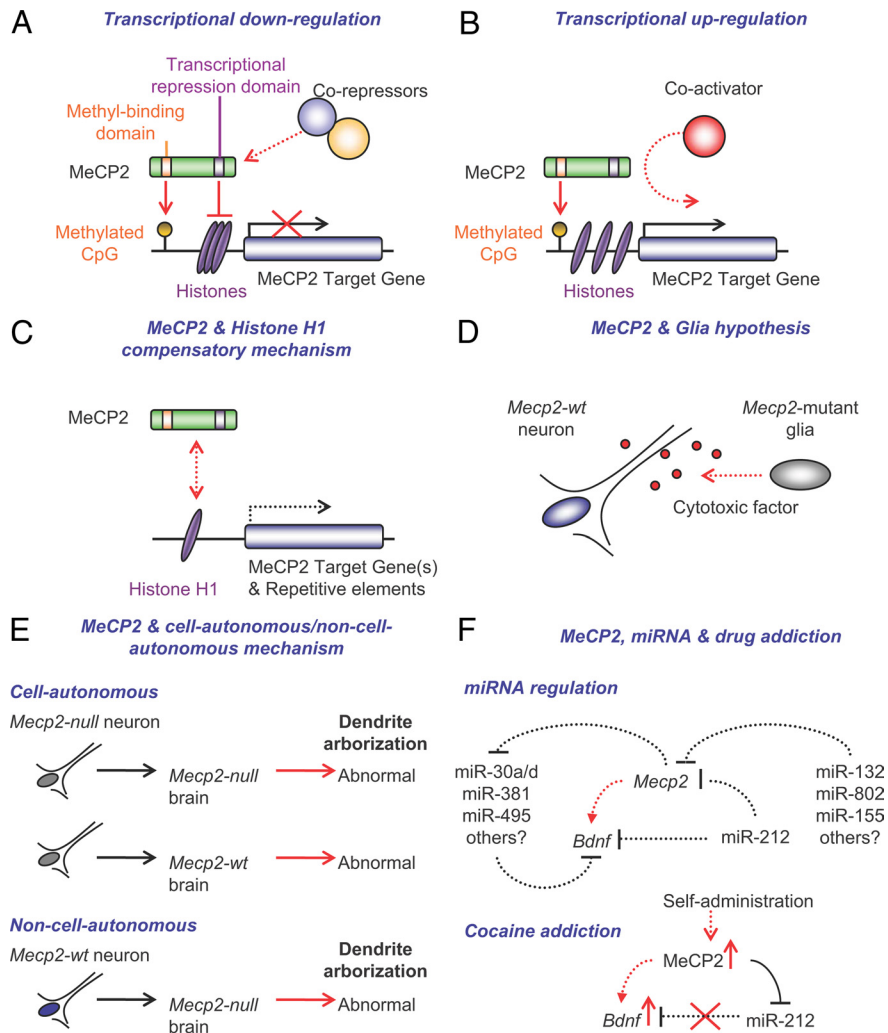 A
Transcriptional down-regulation
Transcriptional
repression domain
Co-repressors
Methyl-binding
domain
MeCP2
Methylated
CpG
MeCP2 Target Gene
Histones
B
Transcriptional up-regulation
Co-activator
MeCP2
Methylated
CpG
MeCP2 Target Gene
Histones
C
MeCP2 & Histone H1
compensatory mechanism
MeCP2
MeCP2 Target Gene(s)
& Repetitive elements
Histone H1
D
MeCP2 & Glia hypothesis
Mecp2-wt
neuron
Mecp2-mutant
glia
Cytotoxic factor
E
MeCP2 & cell-autonomous/non-cell-
autonomous mechanism
Cell-autonomous
Mecp2-null neuron
Dendrite
arborization
Mecp2-null
brain
Abnormal
Mecp2-wt
brain
Abnormal
Non-cell-autonomous
Mecp2-wt neuron
Dendrite
arborization
Mecp2-null
brain
Abnormal
F
MeCP2, miRNA & drug addiction
miRNA regulation
miR-30a/d
miR-381
miR-495
others?
Mecp2
miR-132
miR-802
miR-155
others?
Bdnf
miR-212
Self-administration
Cocaine addiction
MeCP2
Bdnf
miR-212